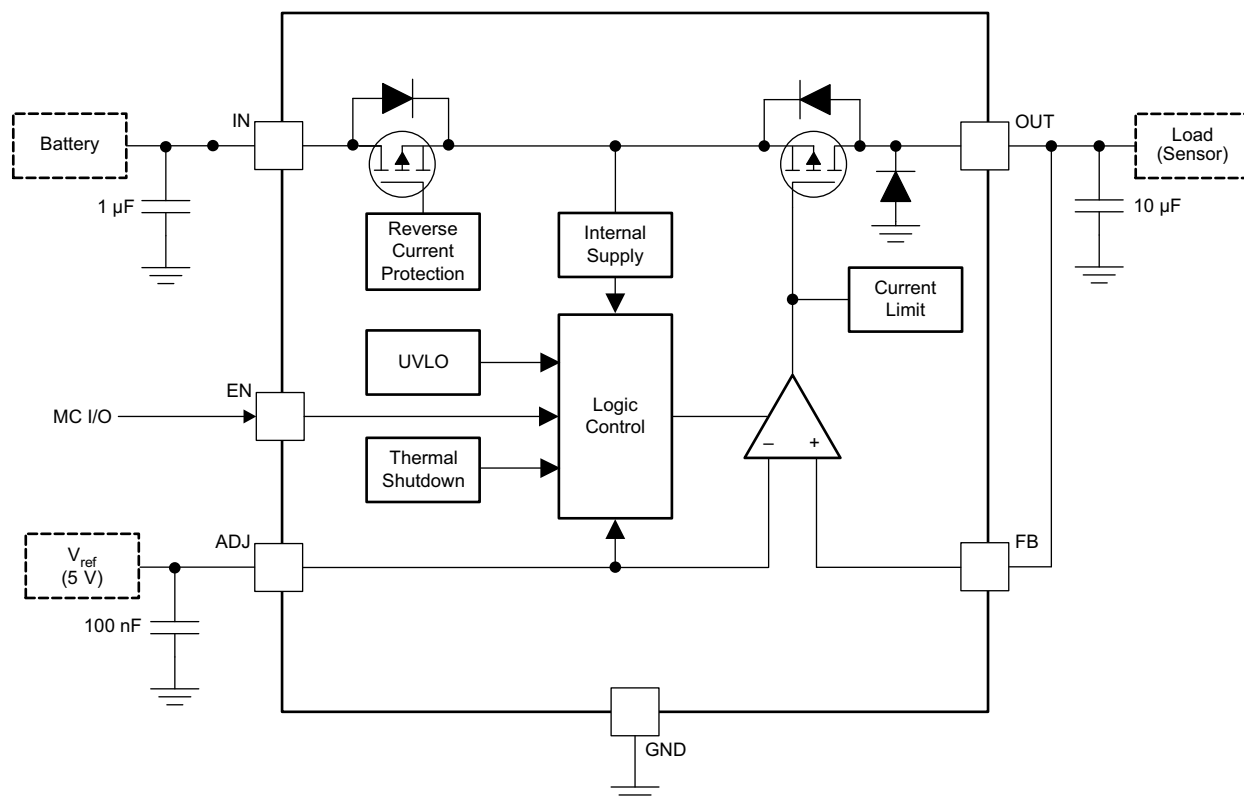 Battery
IN
OUT
Load
(Sensor)
1 µF
10 µF
Reverse
Current
Protection
Internal
Supply
Current
Limit
UVLO
EN
MC I/O
Logic
Control
– +
Thermal
Shutdown
ADJ
FB
Vref
(5 V)
100 nF
GND